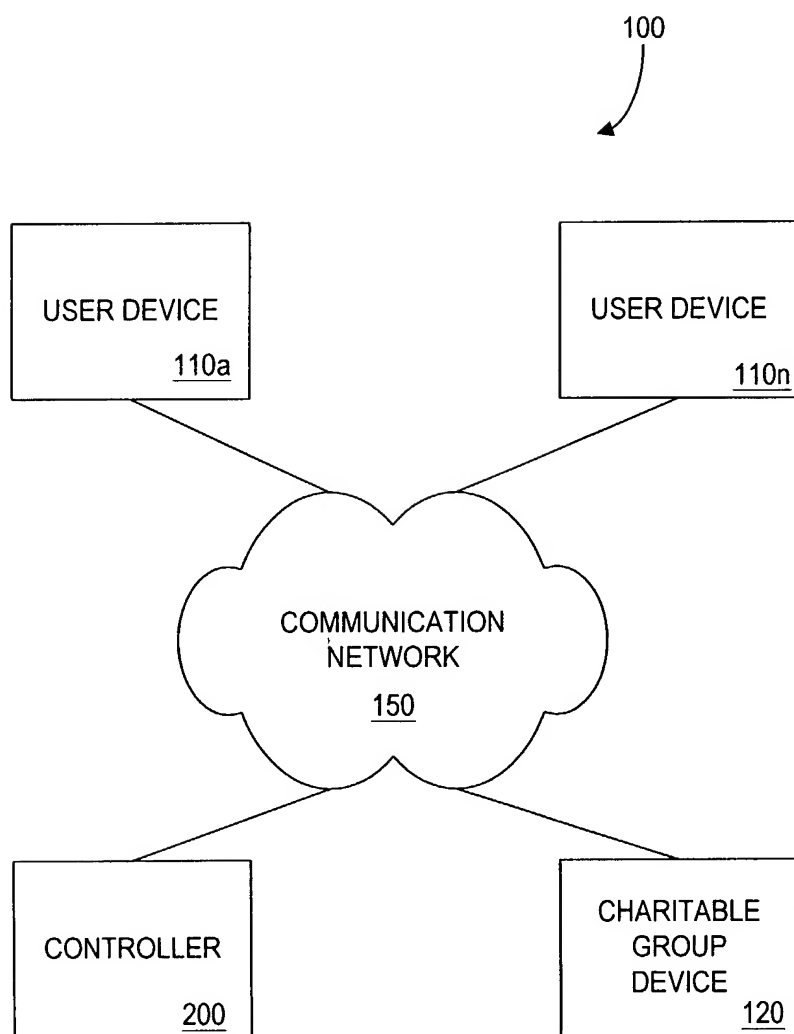 100
USER DEVICE
110a
USER DEVICE
110n
COMMUNICATION
NETWORK
150
CONTROLLER
200
CHARITABLE
GROUP
DEVICE
120